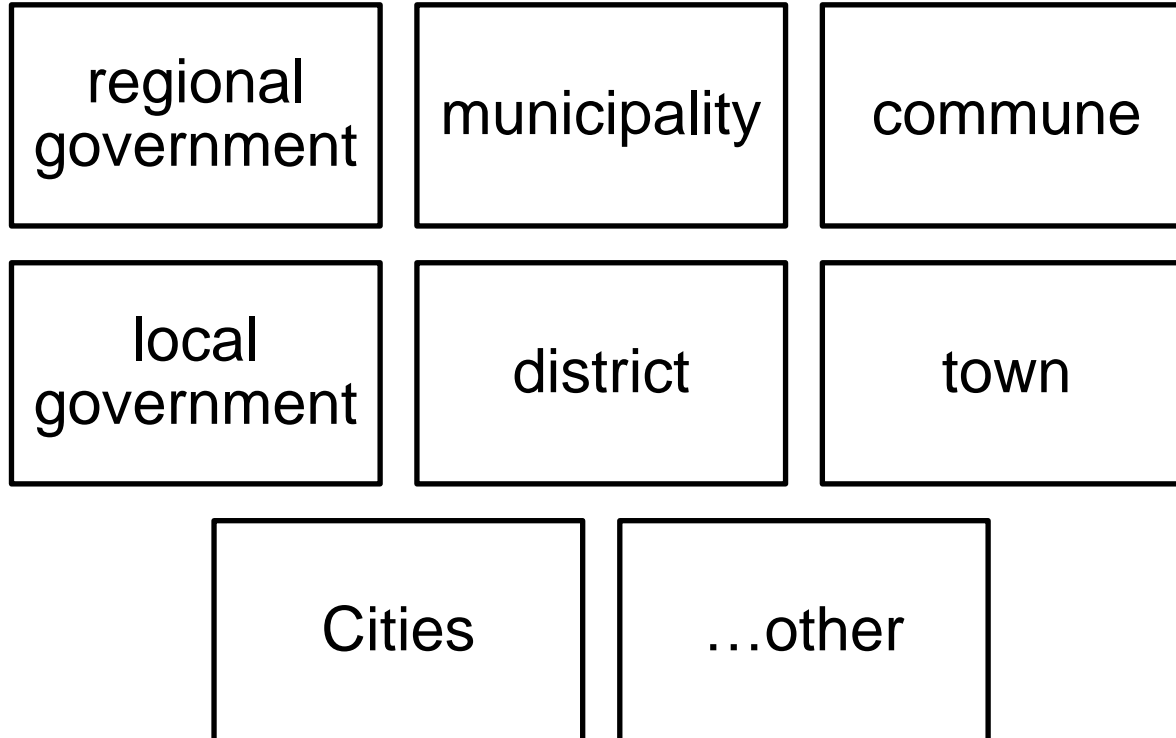 regional
government
municipality
commune
local
government
district
town
Cities
…other